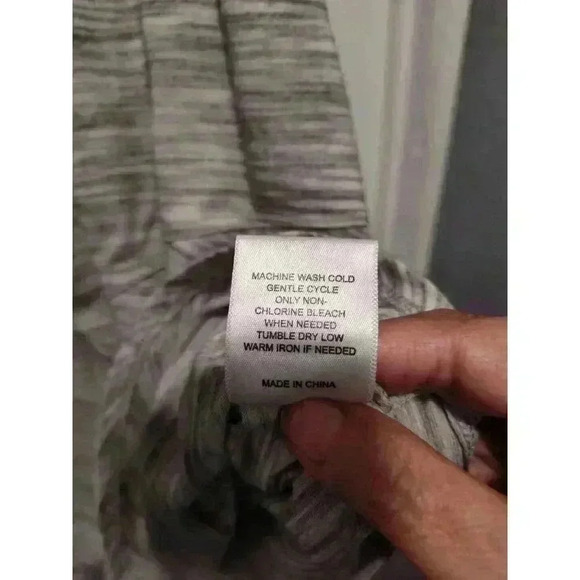 MACHINE WASH COLD
GENTLE CYCLE
ONLY NON-
CHLORINE BLEACH
WHEN NEEDED
TUMBLE DRY LOW
WARM IRON IF NEEDED
MADE IN CHINA